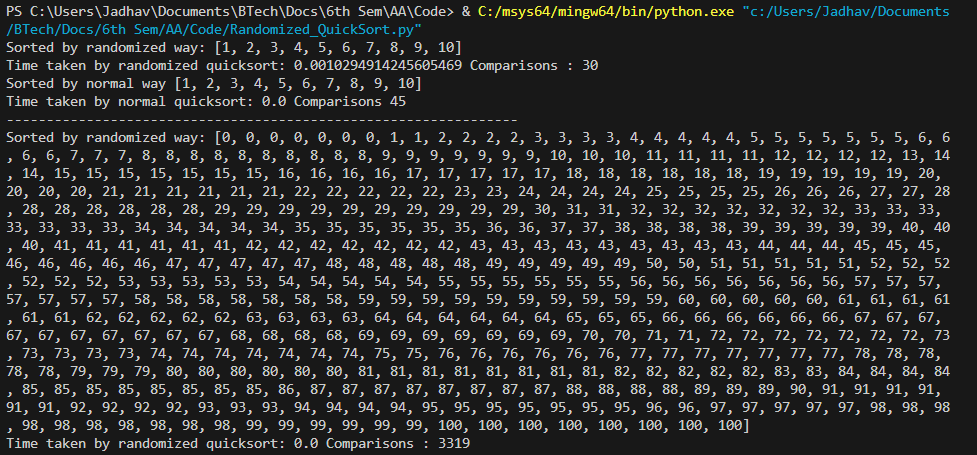 PS C:\Users\Jadhav\Documents\BTech\Docs\6th Sem\AA\Code> & C:/msys64/mingw64/bin/python.exe "c:/Users/Jadhav/Documents
/BTech/Docs/6th Sem/AA/Code/Randomized_QuickSort.py"
Sorted by randomized way: [1, 2, 3, 4, 5, 6, 7, 8, 9, 10]
Time taken by randomized quicksort: 0.0010294914245605469 Comparisons : 30
Sorted by normal way [1, 2, 3, 4, 5, 6, 7, 8, 9, 10]
Time taken by normal quicksort: 0.0 Comparisons 45
----------------------------------------------------------------
Sorted by randomized way: [0, 0, 0, 0, 0, 0, 0, 1, 1, 2, 2, 2, 2, 3, 3, 3, 3, 4, 4, 4, 4, 4, 5, 5, 5, 5, 5, 5, 5, 6, 6
, 6, 6, 7, 7, 7, 8, 8, 8, 8, 8, 8, 8, 8, 8, 8, 9, 9, 9, 9, 9, 9, 9, 10, 10, 10, 11, 11, 11, 11, 12, 12, 12, 12, 13, 14
, 14, 15, 15, 15, 15, 15, 15, 15, 16, 16, 16, 16, 17, 17, 17, 17, 17, 18, 18, 18, 18, 18, 18, 19, 19, 19, 19, 19, 20,
20, 20, 20, 21, 21, 21, 21, 21, 21, 21, 22, 22, 22, 22, 22, 23, 23, 24, 24, 24, 24, 25, 25, 25, 25, 26, 26, 26, 27, 27, 28
, 28, 28, 28, 28, 28, 28, 29, 29, 29, 29, 29, 29, 29, 29, 29, 30, 31, 31, 32, 32, 32, 32, 32, 32, 32, 32, 33, 33, 33,
33, 33, 33, 33, 34, 34, 34, 34, 34, 34, 35, 35, 35, 35, 35, 35, 36, 36, 37, 37, 38, 38, 38, 38, 39, 39, 39, 39, 39, 40, 40
, 40, 41, 41, 41, 41, 41, 41, 42, 42, 42, 42, 42, 42, 42, 43, 43, 43, 43, 43, 43, 43, 43, 43, 44, 44, 44, 45, 45, 45,
46, 46, 46, 46, 46, 47, 47, 47, 47, 47, 48, 48, 48, 48, 48, 49, 49, 49, 49, 49, 50, 50, 51, 51, 51, 51, 51, 52, 52, 52
, 52, 52, 52, 53, 53, 53, 53, 53, 54, 54, 54, 54, 54, 55, 55, 55, 55, 55, 55, 56, 56, 56, 56, 56, 56, 56, 57, 57, 57,
57, 57, 57, 57, 58, 58, 58, 58, 58, 58, 58, 59, 59, 59, 59, 59, 59, 59, 59, 59, 59, 60, 60, 60, 60, 60, 61, 61, 61, 61
, 61, 61, 62, 62, 62, 62, 62, 63, 63, 63, 63, 64, 64, 64, 64, 64, 64, 65, 65, 65, 66, 66, 66, 66, 66, 66, 67, 67, 67,
67, 67, 67, 67, 67, 67, 67, 68, 68, 68, 68, 69, 69, 69, 69, 69, 69, 69, 69, 70, 70, 71, 71, 72, 72, 72, 72, 72, 72, 73
, 73, 73, 73, 73, 74, 74, 74, 74, 74, 74, 74, 75, 75, 76, 76, 76, 76, 76, 76, 77, 77, 77, 77, 77, 77, 77, 78, 78, 78,
78, 78, 79, 79, 79, 80, 80, 80, 80, 80, 80, 81, 81, 81, 81, 81, 81, 81, 81, 82, 82, 82, 82, 82, 83, 83, 84, 84, 84, 84
, 85, 85, 85, 85, 85, 85, 85, 85, 86, 87, 87, 87, 87, 87, 87, 87, 87, 88, 88, 88, 88, 89, 89, 89, 90, 91, 91, 91, 91,
91, 91, 92, 92, 92, 92, 93, 93, 93, 94, 94, 94, 94, 95, 95, 95, 95, 95, 95, 95, 96, 96, 97, 97, 97, 97, 97, 98, 98, 98
, 98, 98, 98, 98, 98, 98, 99, 99, 99, 99, 99, 99, 100, 100, 100, 100, 100, 100, 100, 100]
Time taken by randomized quicksort: 0.0 Comparisons : 3319